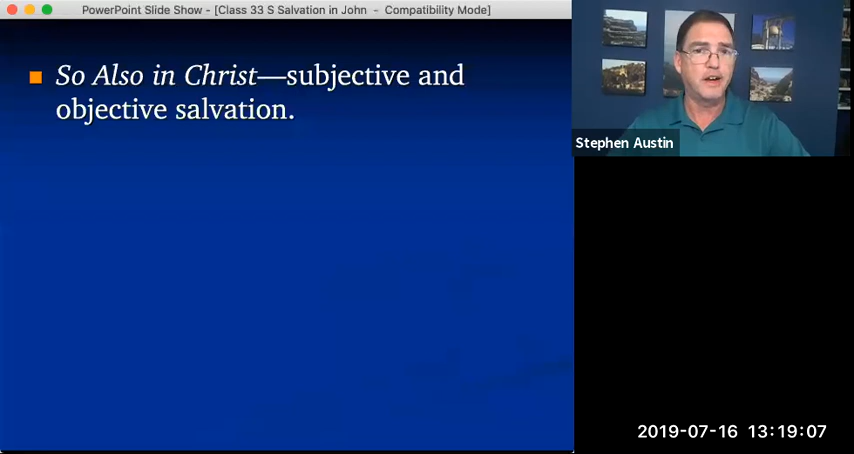 PowerPoint Slide Show - [Class 33 S Salvation in John - Compatibility Mode]
So Also in Christ—subjective and
objective salvation.
Stephen Austin
2019-07-16 13:19:07